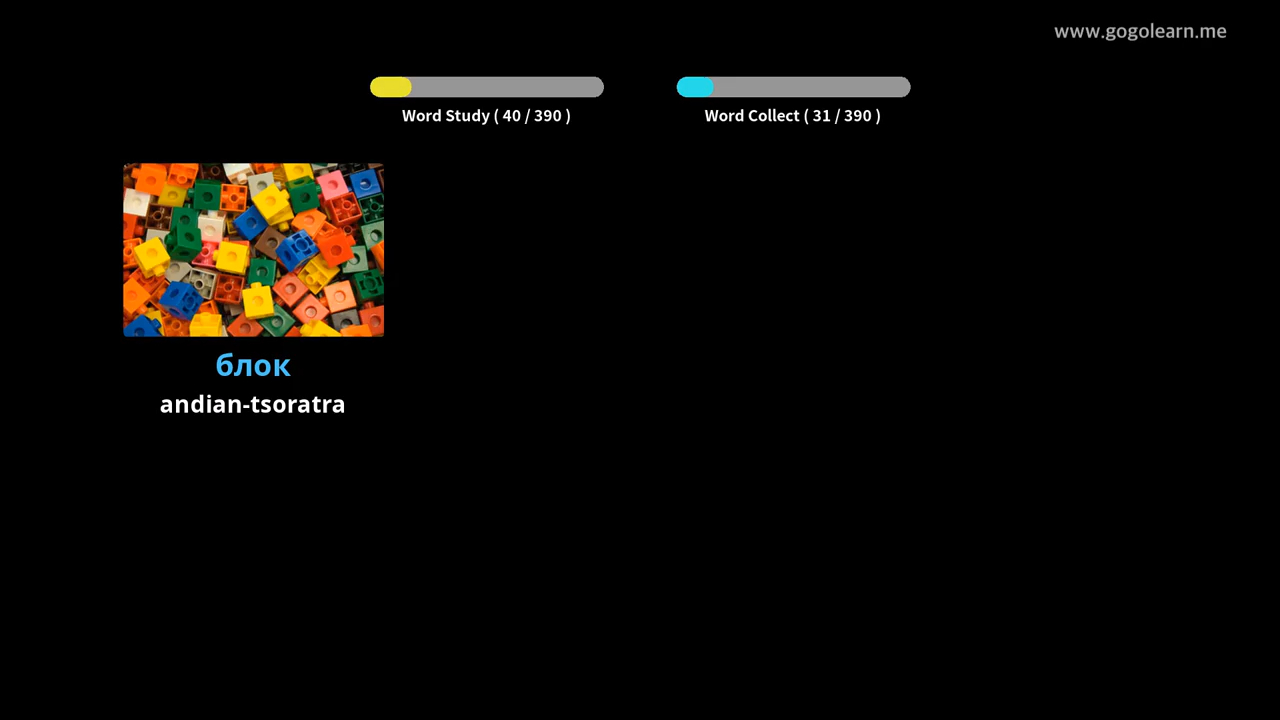 www.gogolearn.me
Word Study ( 40 / 390 )
Word Collect ( 31 / 390 )
блок
andian-tsoratra